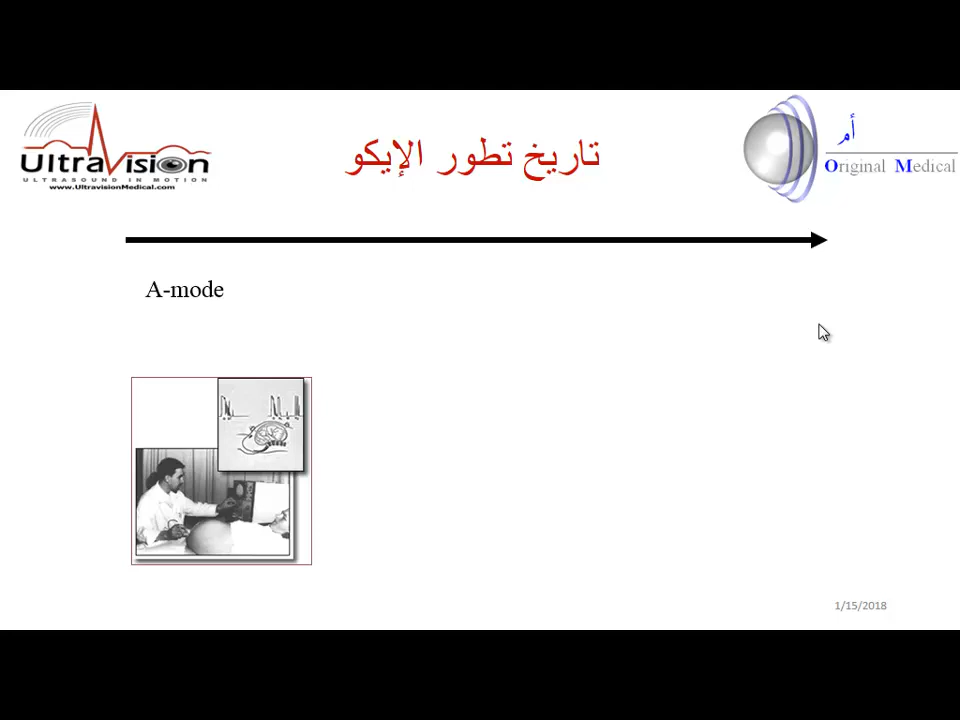 UltraVision
ULTRASOUND IN MOTION
www.UltravisionMedical.com
تاريخ تطور الإيكو
أم
Original Medical
A-mode
1/15/2018